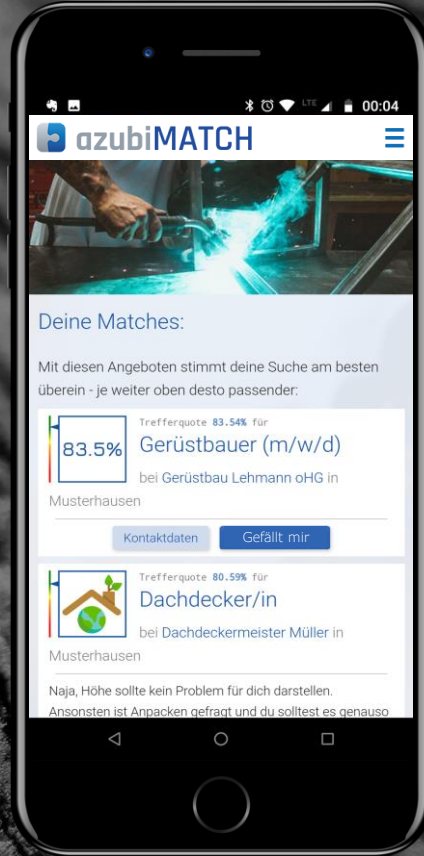 LTE 00:04
azubiMATCH
Deine Matches:
Mit diesen Angeboten stimmt deine Suche am besten
überein - je weiter oben desto passender:
Trefferquote 83.54% für
83.5%
Gerüstbauer (m/w/d)
bei Gerüstbau Lehmann oHG in
Musterhausen
Kontaktdaten Gefällt mir
Trefferquote 80.59% für
Dachdecker/in
bei Dachdeckermeister Müller in
Musterhausen
Naja, Höhe sollte kein Problem für dich darstellen.
Ansonsten ist Anpacken gefragt und du solltest es genauso